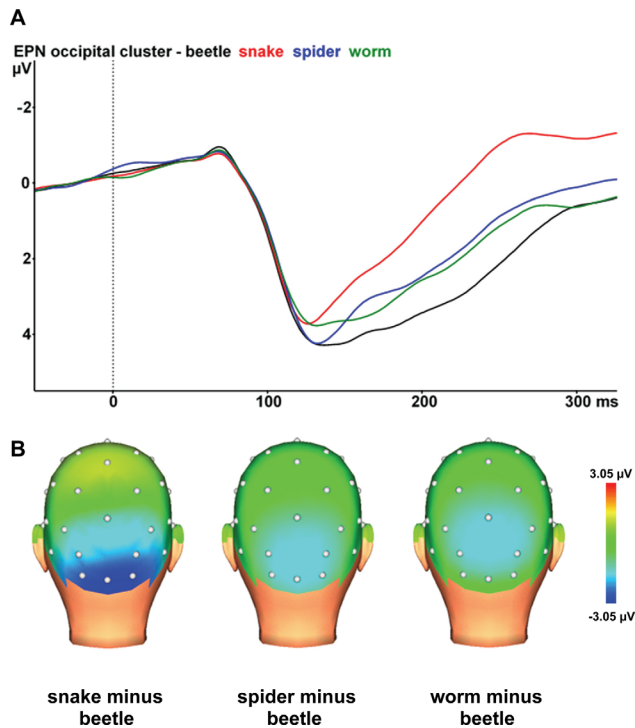 A
EPN occipital cluster - beetle snake spider worm
µV
-2
0
2
4
0 100 200 300 ms
B
3.05 µV
-3.05 µV
snake minus beetle
spider minus beetle
worm minus beetle